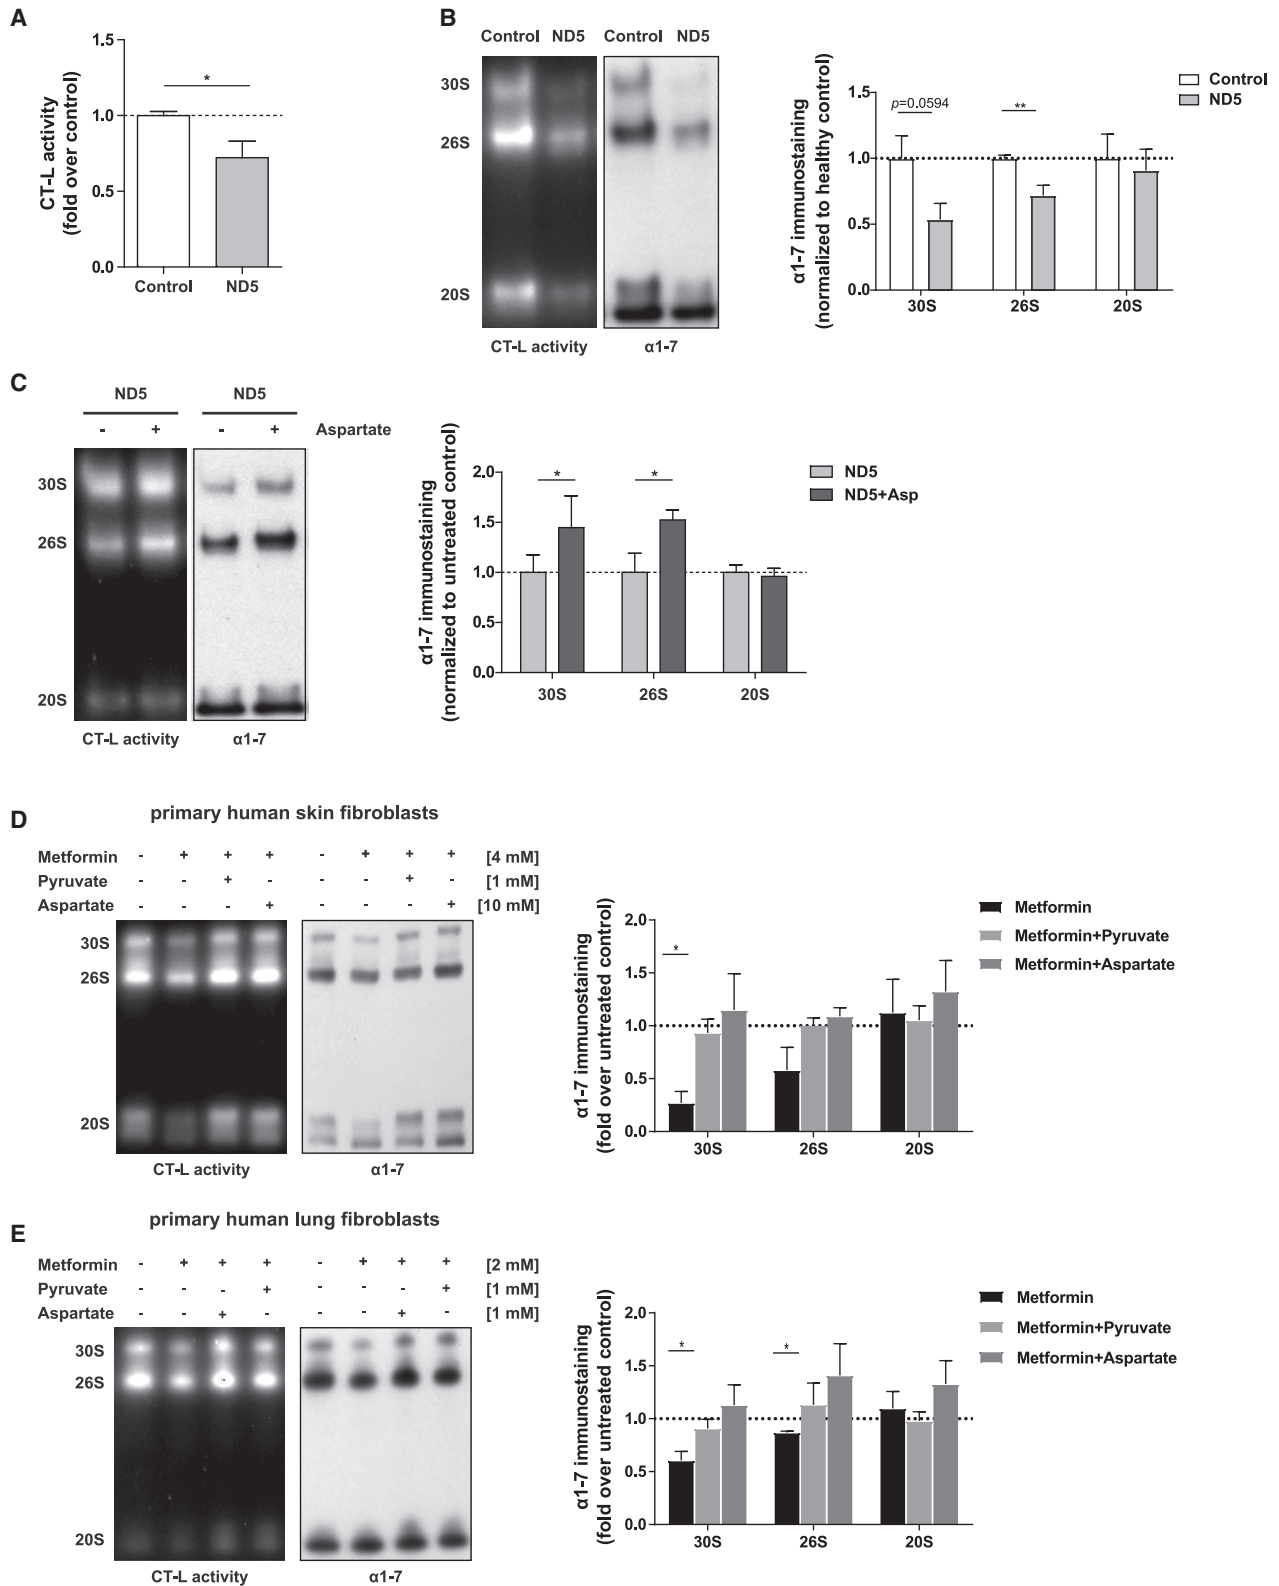 A
1.5
1.0
0.5
0.0
CT-L activity
(fold over control)
*
Control ND5
B
Control ND5 Control ND5
30S
26S
20S
CT-L activity α1-7
α1-7 immunostaining
(normalized to healthy control)
1.5
1.0
0.5
0.0
p=0.0594
**
30S 26S 20S
Control
ND5
C
ND5 ND5
- + - + Aspartate
30S
26S
20S
CT-L activity α1-7
α1-7 immunostaining
(normalized to untreated control)
2.0
1.5
1.0
0.5
0.0
* *
30S 26S 20S
ND5
ND5+Asp
D
primary human skin fibroblasts
Metformin - + + + - + + + [4 mM]
Pyruvate - - + - - - + - [1 mM]
Aspartate - - - + - - - + [10 mM]
30S
26S
20S
CT-L activity α1-7
α1-7 immunostaining
(fold over untreated control)
2.0
1.5
1.0
0.5
0.0
*
30S 26S 20S
Metformin
Metformin+Pyruvate
Metformin+Aspartate
E
primary human lung fibroblasts
Metformin - + + + - + + + [2 mM]
Pyruvate - - - + - - - + [1 mM]
Aspartate - - + - - - + - [1 mM]
30S
26S
20S
CT-L activity α1-7
α1-7 immunostaining
(fold over untreated control)
2.0
1.5
1.0
0.5
0.0
* *
30S 26S 20S
Metformin
Metformin+Pyruvate
Metformin+Aspartate